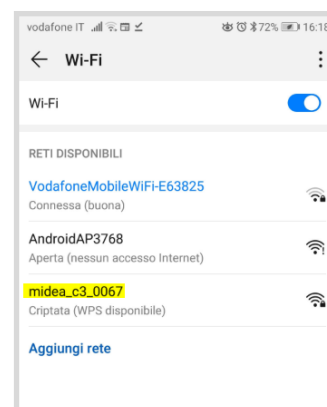 vodafone IT 72% 16:18
Wi-Fi
Wi-Fi
RETI DISPONIBILI
VodafoneMobileWiFi-E63825
Connessa (buona)
AndroidAP3768
Aperta (nessun accesso Internet)
midea_c3_0067
Criptata (WPS disponibile)
Aggiungi rete